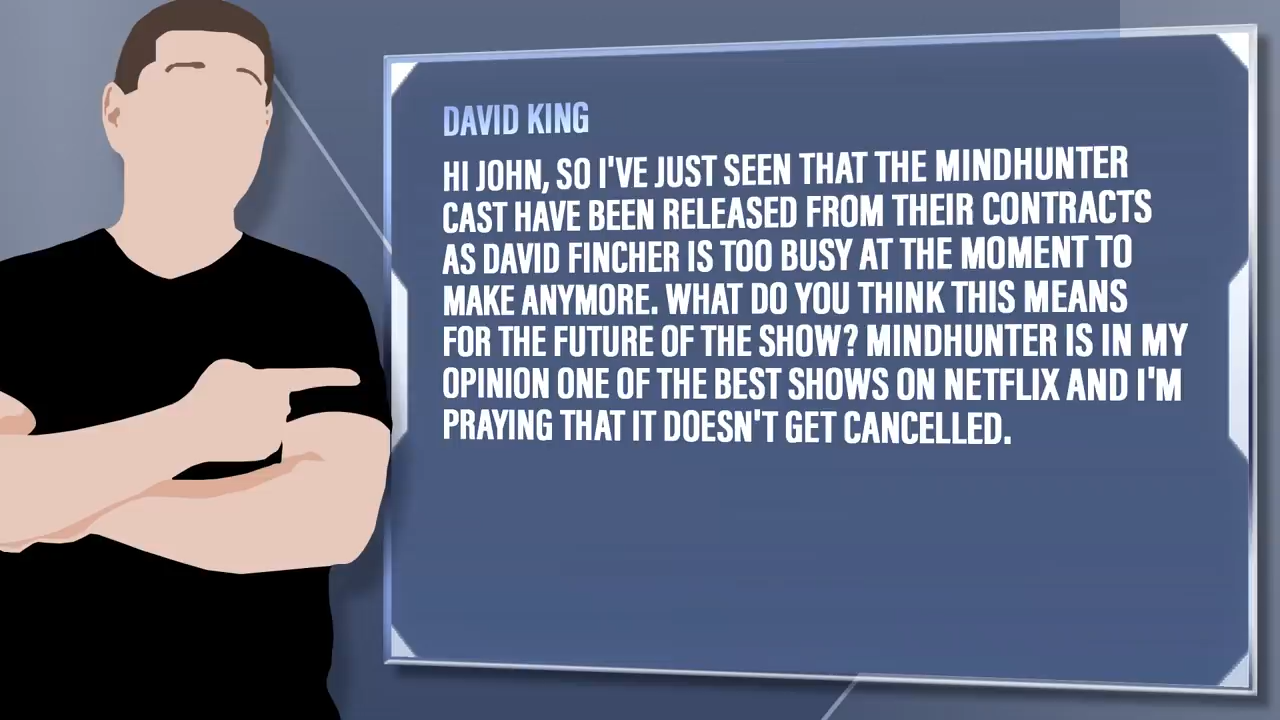 DAVID KING
HI JOHN, SO I'VE JUST SEEN THAT THE MINDHUNTER
CAST HAVE BEEN RELEASED FROM THEIR CONTRACTS
AS DAVID FINCHER IS TOO BUSY AT THE MOMENT TO
MAKE ANYMORE. WHAT DO YOU THINK THIS MEANS
FOR THE FUTURE OF THE SHOW? MINDHUNTER IS IN MY
OPINION ONE OF THE BEST SHOWS ON NETFLIX AND I'M
PRAYING THAT IT DOESN'T GET CANCELLED.